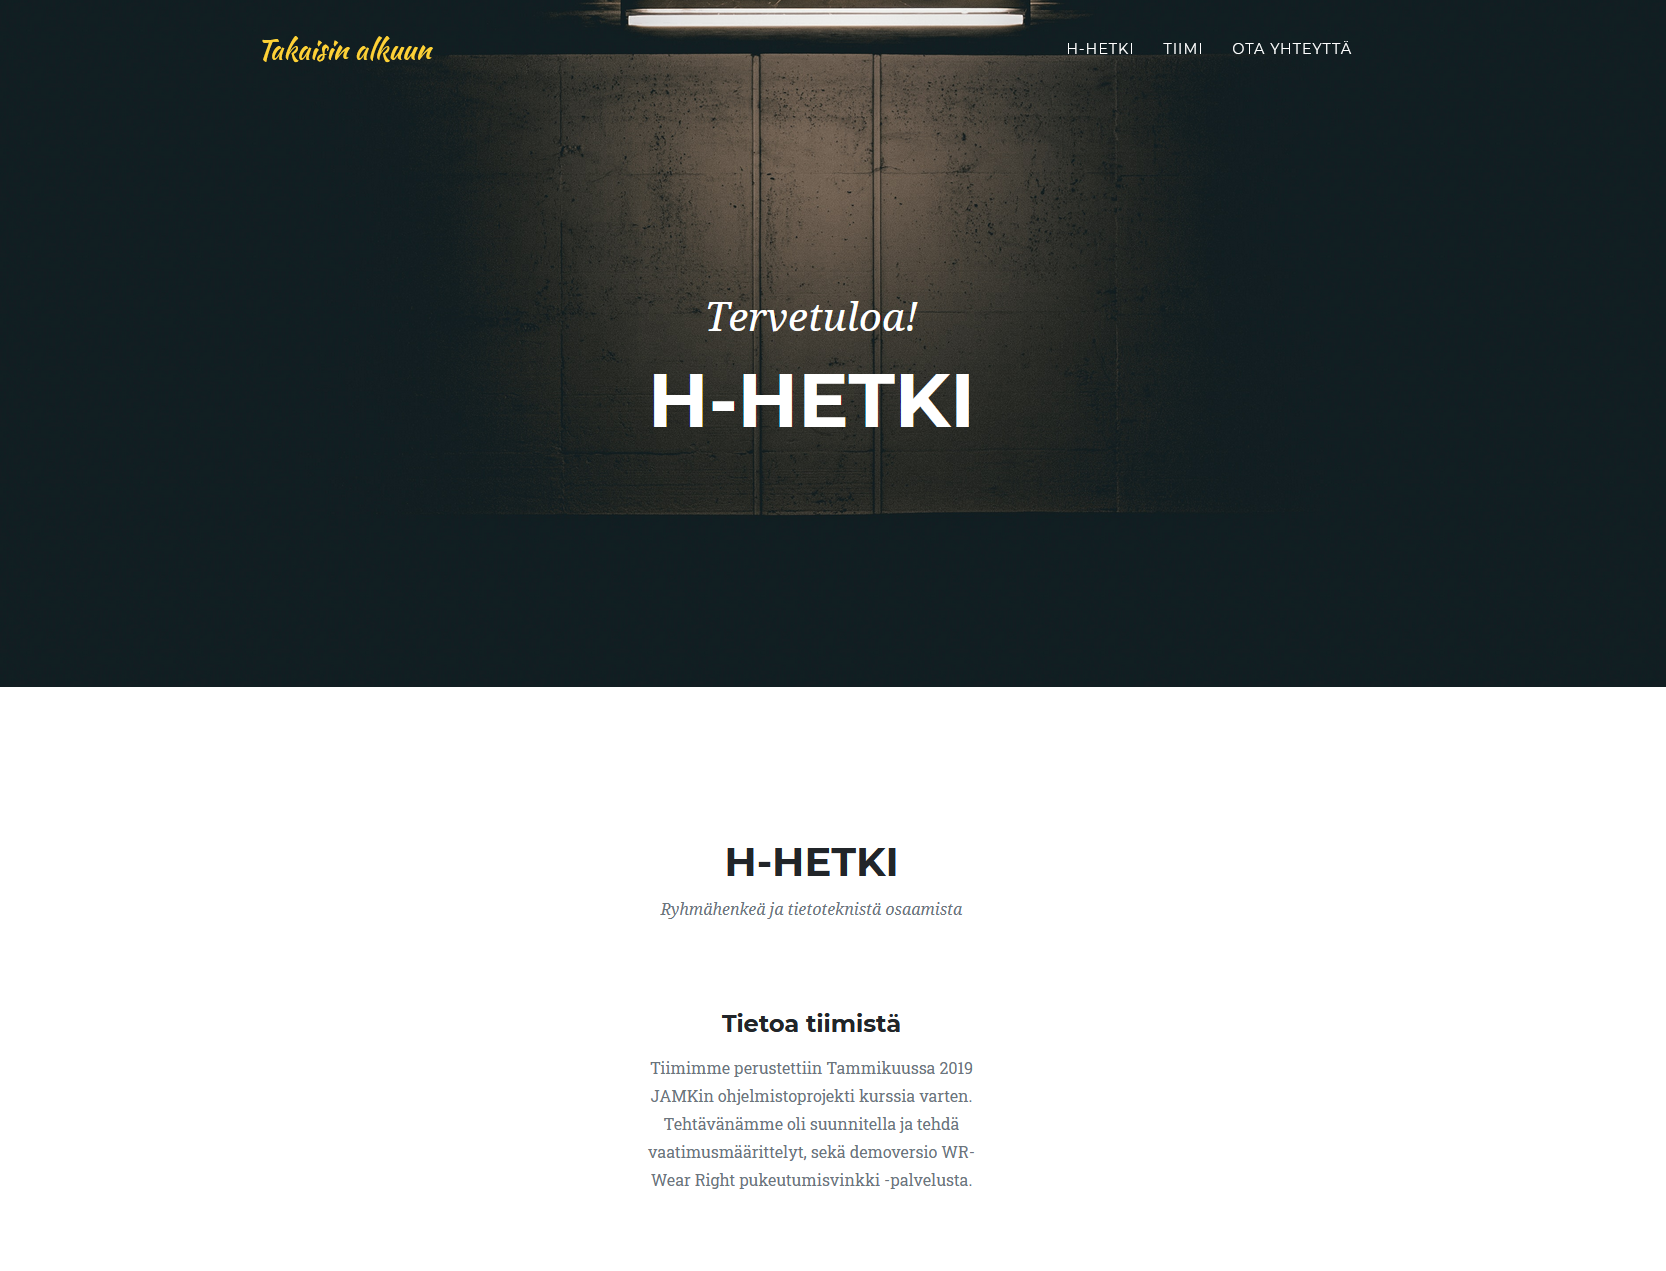 Takaisin alkuun
H-HETKI TIIMI OTA YHTEYTTÄ
Tervetuloa!
H-HETKI
H-HETKI
Ryhmähenkeä ja tietoteknistä osaamista
Tietoa tiimistä
Tiimimme perustettiin Tammikuussa 2019
JAMKin ohjelmistoprojekti kurssia varten.
Tehtävänämme oli suunnitella ja tehdä
vaatimusmäärittelyt, sekä demoversio WR-
Wear Right pukeutumisvinkki -palvelusta.